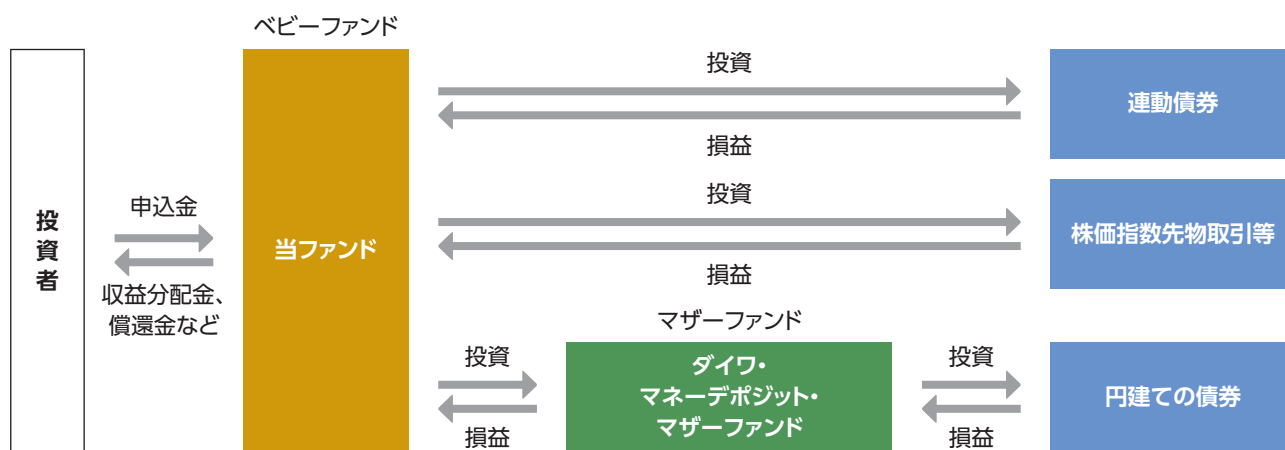 ベビーファンド
投資者
申込金
収益分配金、
償還金など
当ファンド
投資
損益
連動債券
投資
損益
株価指数先物取引等
マザーファンド
投資
損益
ダイワ・
マネーデポジット・
マザーファンド
投資
損益
円建ての債券